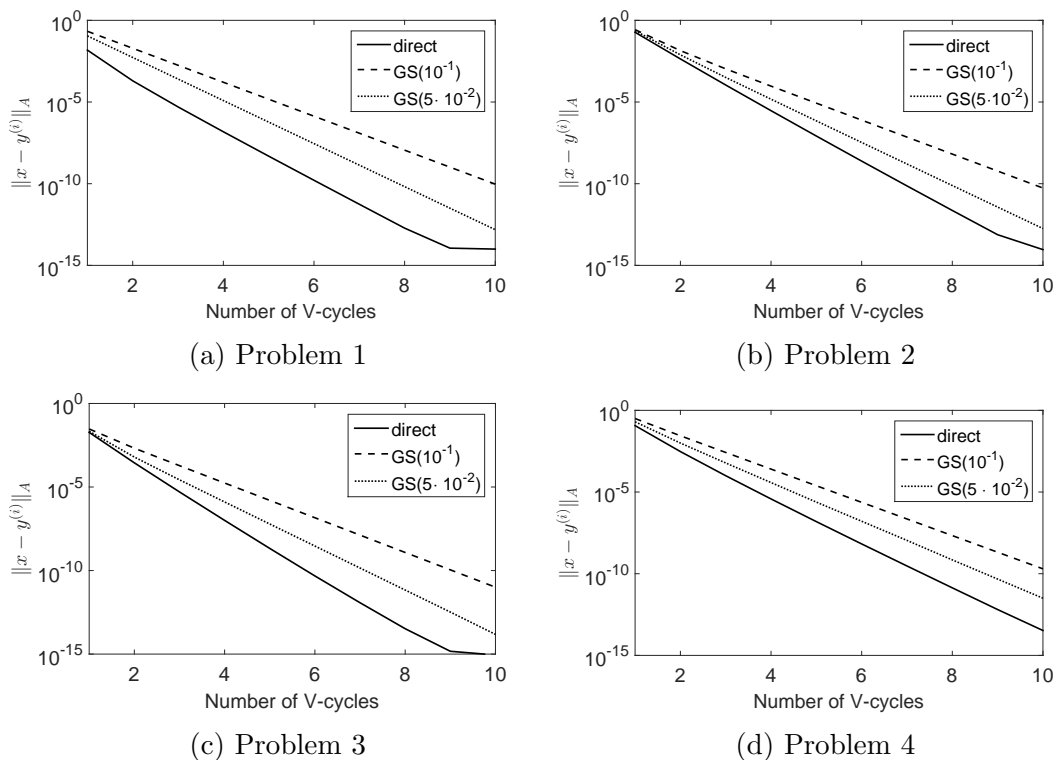 10^0
10^-5
10^-10
10^-15
‖x − y^(i)‖_A
direct
GS(10^-1)
GS(5· 10^-2)
2 4 6 8 10
Number of V-cycles
(a) Problem 1
10^0
10^-5
10^-10
10^-15
‖x − y^(i)‖_A
direct
GS(10^-1)
GS(5·10^-2)
2 4 6 8 10
Number of V-cycles
(b) Problem 2
10^0
10^-5
10^-10
10^-15
‖x − y^(i)‖_A
direct
GS(10^-1)
GS(5· 10^-2)
2 4 6 8 10
Number of V-cycles
(c) Problem 3
10^0
10^-5
10^-10
10^-15
‖x − y^(i)‖_A
direct
GS(10^-1)
GS(5 · 10^-2)
2 4 6 8 10
Number of V-cycles
(d) Problem 4